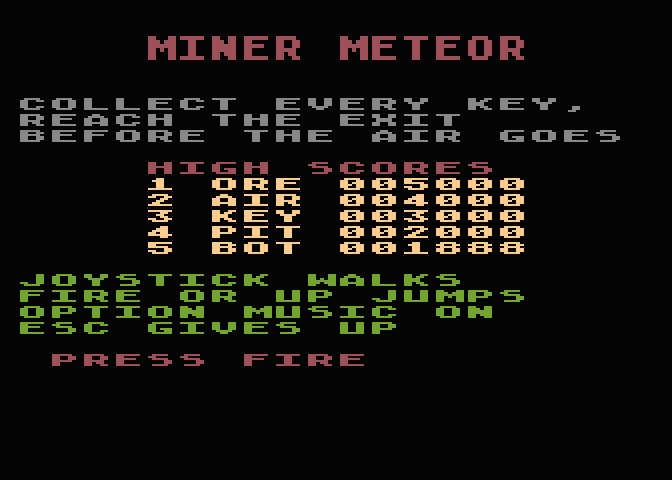 MINER METEOR
COLLECT EVERY KEY,
REACH THE EXIT
BEFORE THE AIR GOES
HIGH SCORES
1 ORE 005000
2 AIR 004000
3 KEY 003000
4 PIT 002000
5 BOT 001888
JOYSTICK WALKS
FIRE OR UP JUMPS
OPTION MUSIC ON
ESC GIVES UP
PRESS FIRE